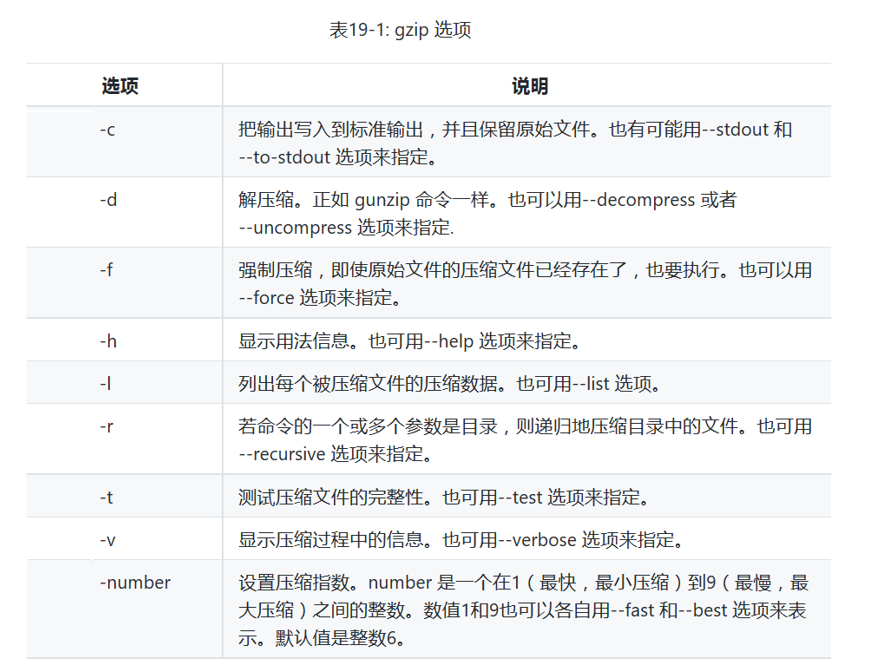 表19-1: gzip 选项
选项 说明
-c 把输出写入到标准输出，并且保留原始文件。也有可能用--stdout 和
--to-stdout 选项来指定。
-d 解压缩。正如 gunzip 命令一样。也可以用--decompress 或者
--uncompress 选项来指定.
-f 强制压缩，即使原始文件的压缩文件已经存在了，也要执行。也可以用
--force 选项来指定。
-h 显示用法信息。也可用--help 选项来指定。
-l 列出每个被压缩文件的压缩数据。也可用--list 选项。
-r 若命令的一个或多个参数是目录，则递归地压缩目录中的文件。也可用
--recursive 选项来指定。
-t 测试压缩文件的完整性。也可用--test 选项来指定。
-v 显示压缩过程中的信息。也可用--verbose 选项来指定。
-number 设置压缩指数。number 是一个在1（最快，最小压缩）到9（最慢，最
大压缩）之间的整数。数值1和9也可以各自用--fast 和--best 选项来表
示。默认值是整数6。